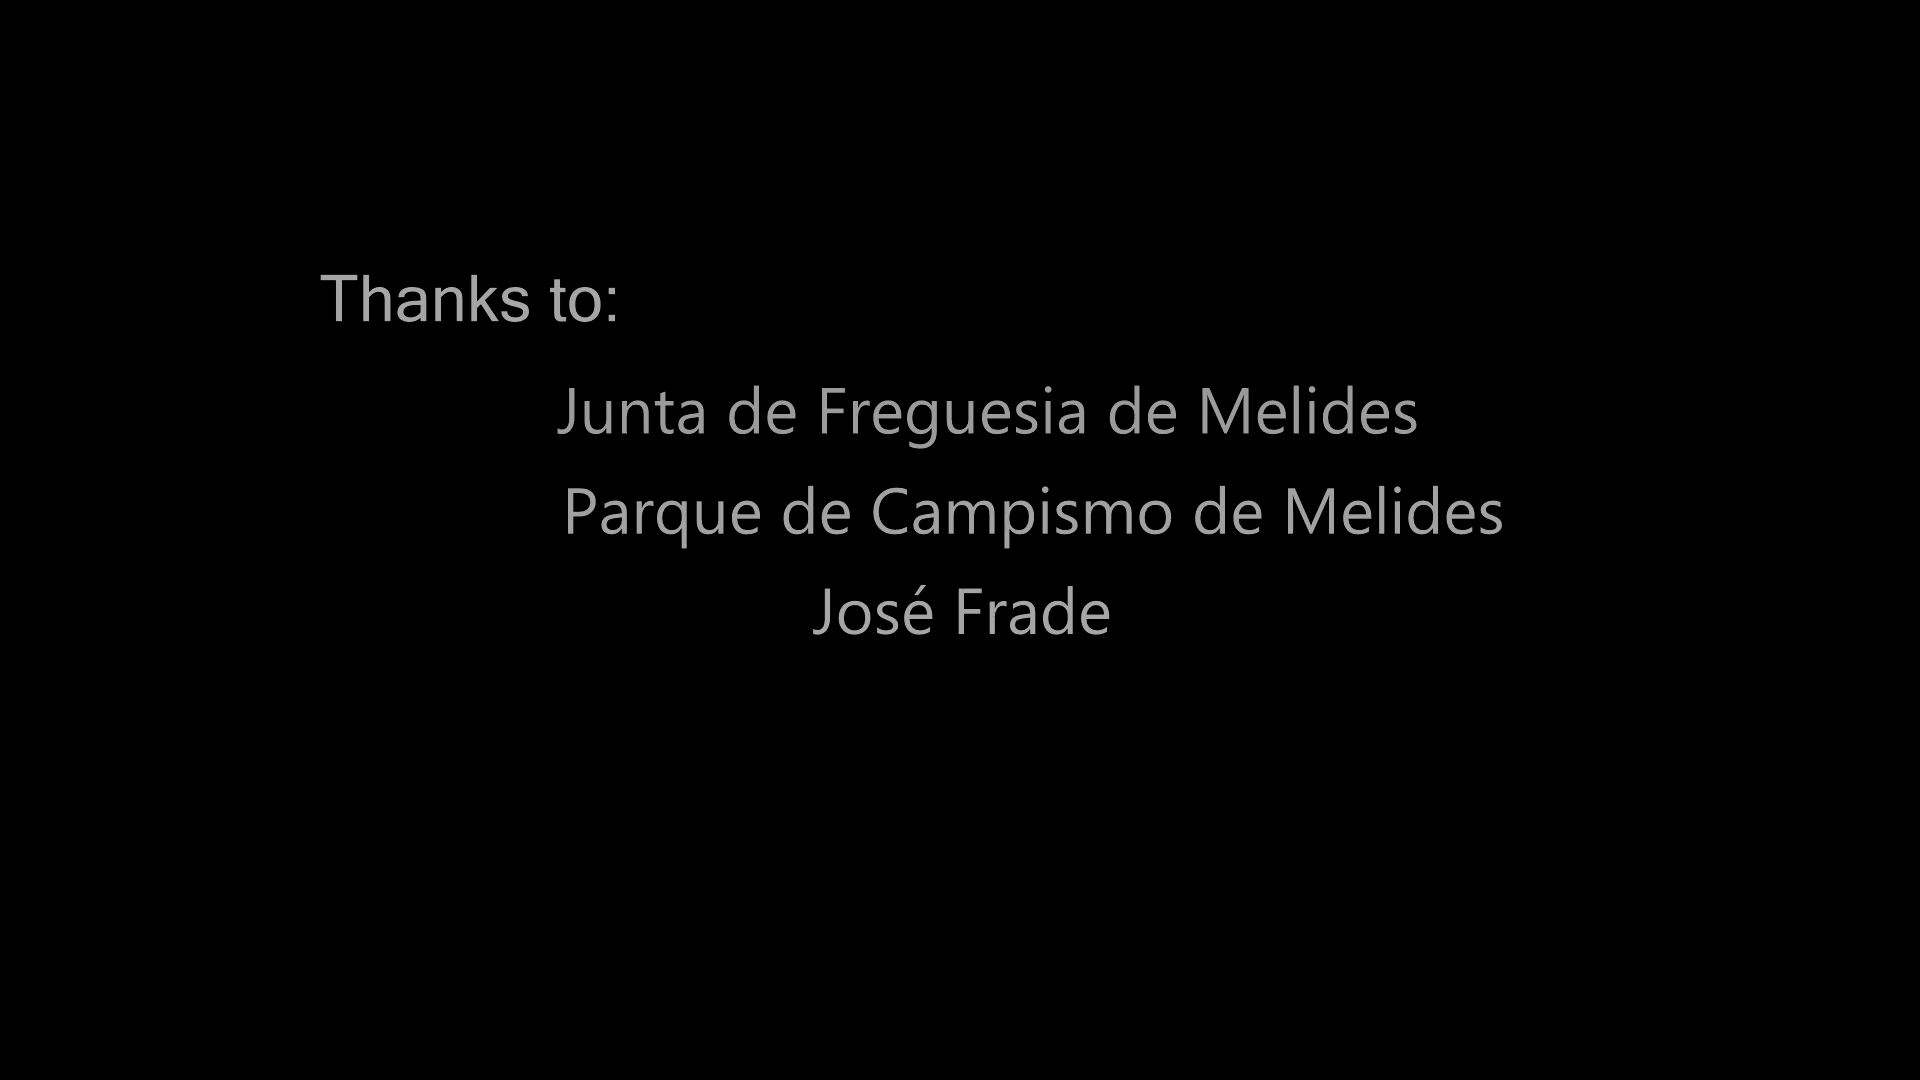 Thanks to:
Junta de Freguesia de Melides
Parque de Campismo de Melides
José Frade